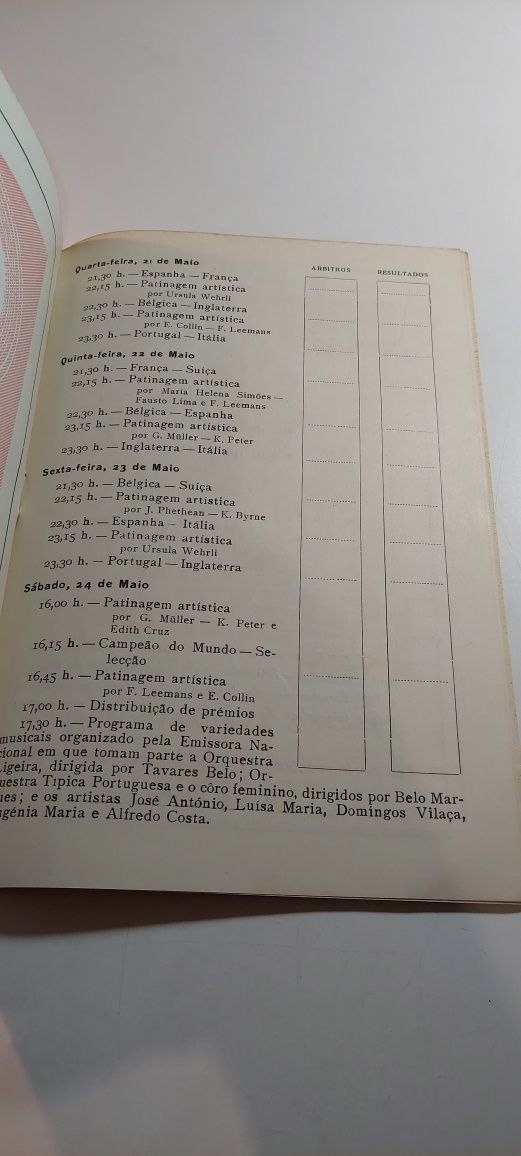 Quarta-feira, 21 de Maio
ARBITROS
RESULTADOS
21,30 h. — Espanha — França
22,15 h. — Patinagem artística
por Ursula Wehrli
22,30 h. — Bélgica — Inglaterra
23,15 h. — Patinagem artística
por E. Collin — F. Leemans
23,30 h. — Portugal — Itália
Quinta-feira, 22 de Maio
21,30 h. — França — Suíça
22,15 h. — Patinagem artística
por Maria Helena Simões —
Fausto Lima e F. Leemans
22,30 h. — Bélgica — Espanha
23,15 h. — Patinagem artística
por G. Müller — K. Peter
23,30 h. — Inglaterra — Itália
Sexta-feira, 23 de Maio
21,30 h. — Bélgica — Suíça
22,15 h. — Patinagem artística
por J. Phethean — K. Byrne
22,30 h. — Espanha — Itália
23,15 h. — Patinagem artística
por Ursula Wehrli
23,30 h. — Portugal — Inglaterra
Sábado, 24 de Maio
16,00 h. — Patinagem artística
por G. Müller — K. Peter e
Edith Cruz
16,15 h. — Campeão do Mundo — Se-
lecção
16,45 h. — Patinagem artística
por F. Leemans e E. Collin
17,00 h. — Distribuição de prémios
17,30 h. — Programa de variedades
musicais organizado pela Emissora Na-
cional em que tomam parte a Orquestra
Ligeira, dirigida por Tavares Belo; Or-
uestra Típica Portuguesa e o côro feminino, dirigidos por Belo Mar-
ues; e os artistas José António, Luísa Maria, Domingos Vilaça,
ugénia Maria e Alfredo Costa.